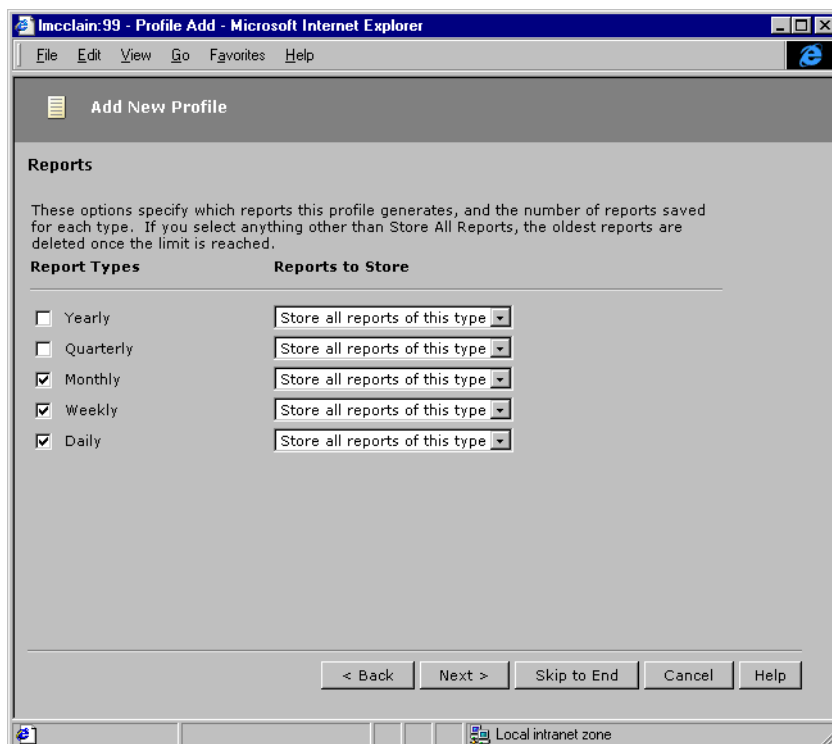 lmcclain:99 - Profile Add - Microsoft Internet Explorer
File Edit View Go Favorites Help
Add New Profile
Reports
These options specify which reports this profile generates, and the number of reports saved
for each type. If you select anything other than Store All Reports, the oldest reports are
deleted once the limit is reached.
Report Types Reports to Store
Yearly Store all reports of this type
Quarterly Store all reports of this type
Monthly Store all reports of this type
Weekly Store all reports of this type
Daily Store all reports of this type
< Back Next > Skip to End Cancel Help
Local intranet zone